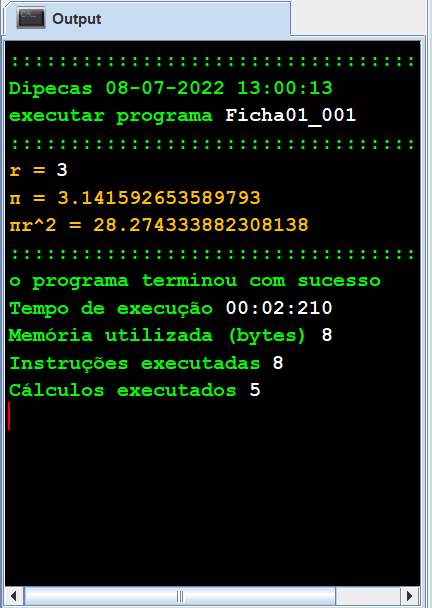 Output
:::::::::::::::::::::::::::::::::::
Dipecas 08-07-2022 13:00:13
executar programa Ficha01_001
:::::::::::::::::::::::::::::::::::
r = 3
π = 3.141592653589793
πr^2 = 28.274333882308138
:::::::::::::::::::::::::::::::::::
o programa terminou com sucesso
Tempo de execução 00:02:210
Memória utilizada (bytes) 8
Instruções executadas 8
Cálculos executados 5